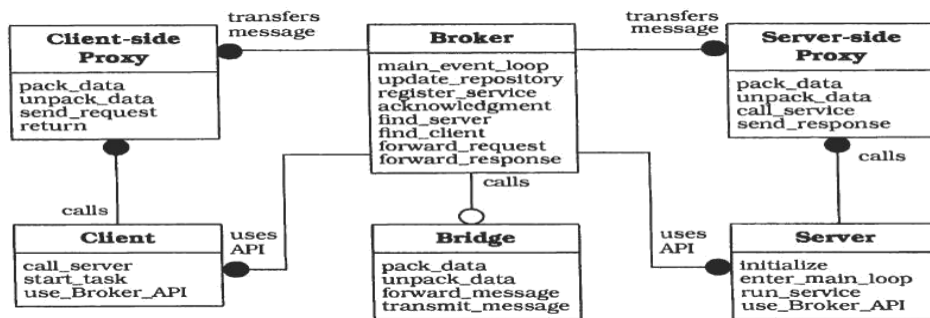 transfers
message
transfers
message
Client-side
Proxy
pack_data
unpack_data
send_request
return
Broker
main_event_loop
update_repository
register_service
acknowledgment
find_server
find_client
forward_request
forward_response
Server-side
Proxy
pack_data
unpack_data
call_service
send_response
calls
calls
calls
uses
API
uses
API
Client
call_server
start_task
use_Broker_API
Bridge
pack_data
unpack_data
forward_message
transmit_message
Server
initialize
enter_main_loop
run_service
use_Broker_API